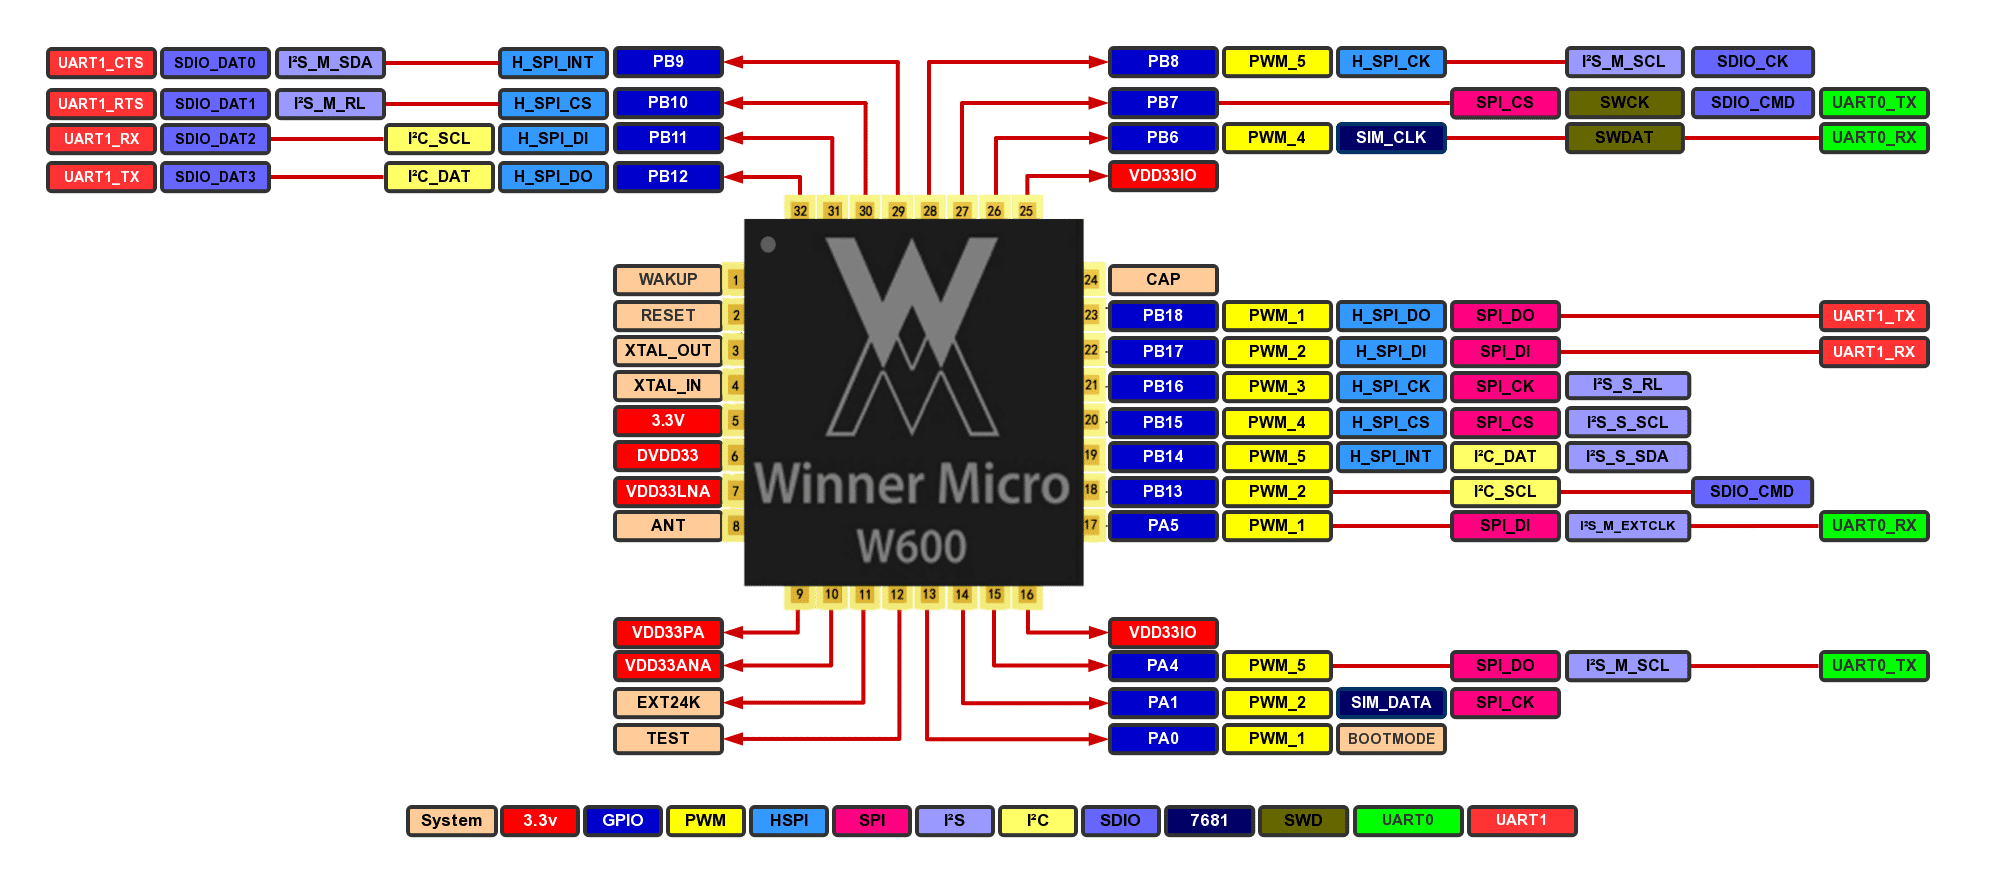 UART1_CTS SDIO_DAT0 I²S_M_SDA H_SPI_INT PB9 PB8 PWM_5 H_SPI_CK I²S_M_SCL SDIO_CK
UART1_RTS SDIO_DAT1 I²S_M_RL H_SPI_CS PB10 PB7 SPI_CS SWCK SDIO_CMD UART0_TX
UART1_RX SDIO_DAT2 I²C_SCL H_SPI_DI PB11 PB6 PWM_4 SIM_CLK SWDAT UART0_RX
UART1_TX SDIO_DAT3 I²C_DAT H_SPI_DO PB12 VDD33IO
32 31 30 29 28 27 26 25
WAKUP 1 24 CAP
RESET 2 23 PB18 PWM_1 H_SPI_DO SPI_DO UART1_TX
XTAL_OUT 3 22 PB17 PWM_2 H_SPI_DI SPI_DI UART1_RX
XTAL_IN 4 21 PB16 PWM_3 H_SPI_CK SPI_CK I²S_S_RL
3.3V 5 20 PB15 PWM_4 H_SPI_CS SPI_CS I²S_S_SCL
DVDD33 6 19 PB14 PWM_5 H_SPI_INT I²C_DAT I²S_S_SDA
VDD33LNA 7 Winner Micro 18 PB13 PWM_2 I²C_SCL SDIO_CMD
ANT 8 W600 17 PA5 PWM_1 SPI_DI I²S_M_EXTCLK UART0_RX
9 10 11 12 13 14 15 16
VDD33PA VDD33IO
VDD33ANA PA4 PWM_5 SPI_DO I²S_M_SCL UART0_TX
EXT24K PA1 PWM_2 SIM_DATA SPI_CK
TEST PA0 PWM_1 BOOTMODE
System 3.3v GPIO PWM HSPI SPI I²S I²C SDIO 7681 SWD UART0 UART1